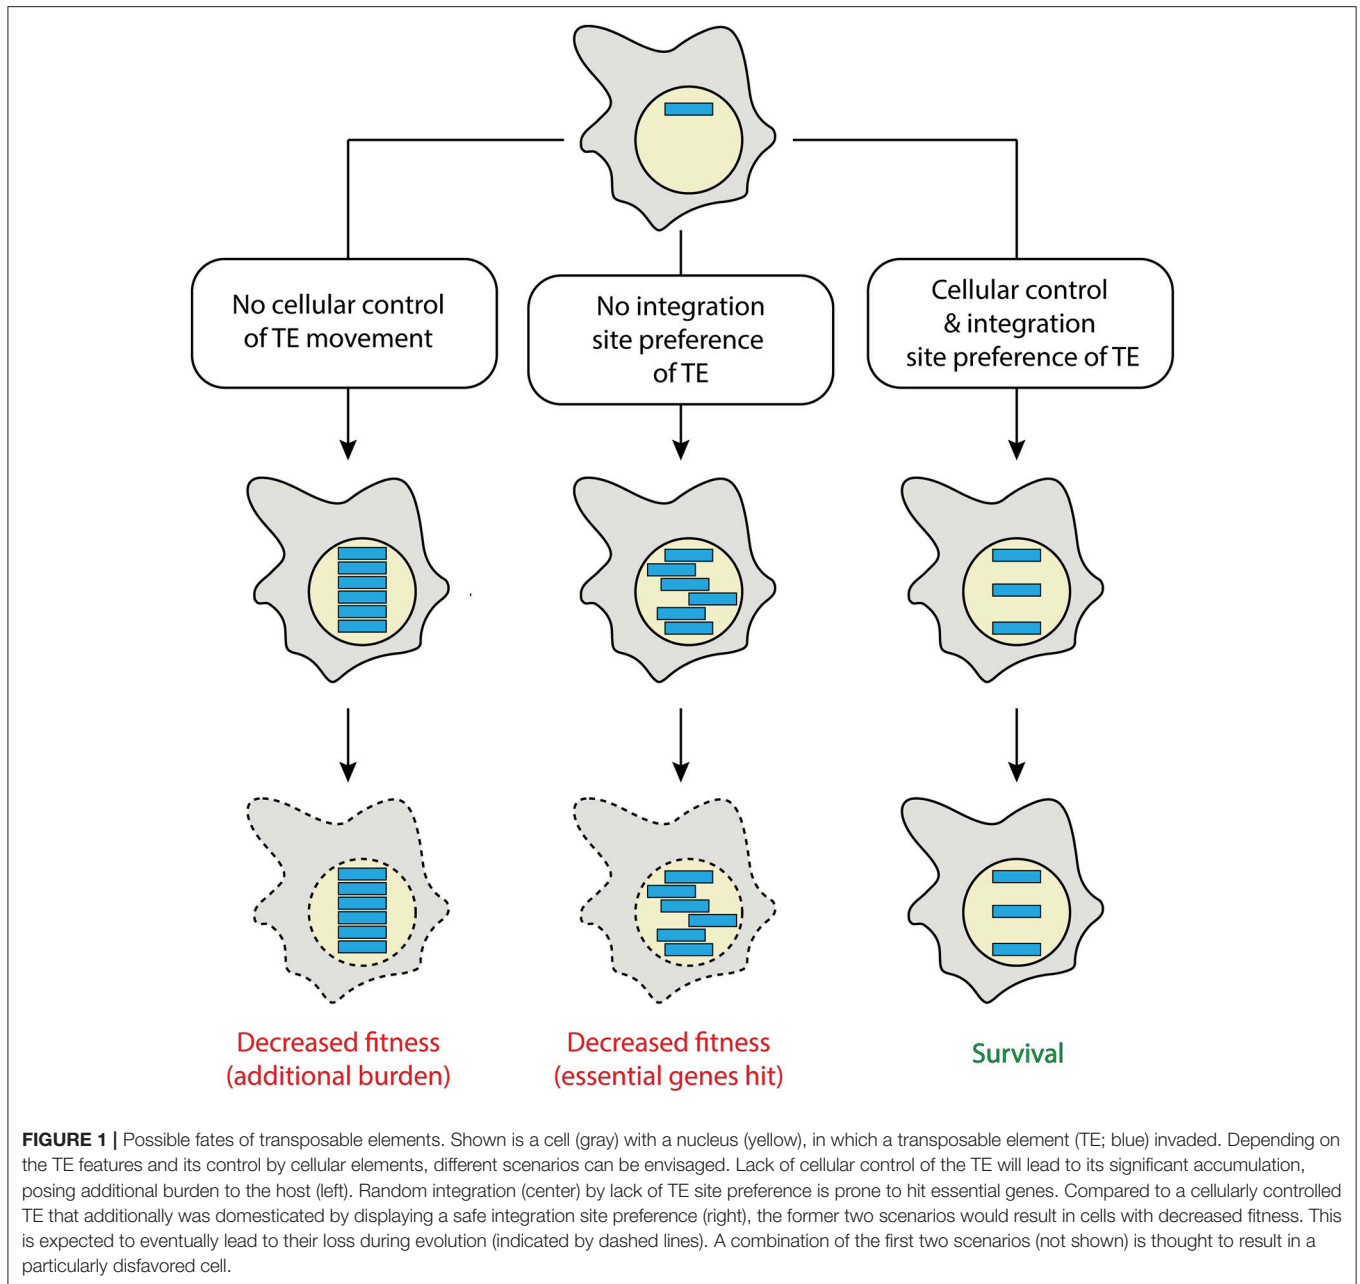 No cellular control
of TE movement
No integration
site preference
of TE
Cellular control
& integration
site preference of TE
Decreased fitness
(additional burden)
Decreased fitness
(essential genes hit)
Survival
FIGURE 1 | Possible fates of transposable elements. Shown is a cell (gray) with a nucleus (yellow), in which a transposable element (TE; blue) invaded. Depending on
the TE features and its control by cellular elements, different scenarios can be envisaged. Lack of cellular control of the TE will lead to its significant accumulation,
posing additional burden to the host (left). Random integration (center) by lack of TE site preference is prone to hit essential genes. Compared to a cellularly controlled
TE that additionally was domesticated by displaying a safe integration site preference (right), the former two scenarios would result in cells with decreased fitness. This
is expected to eventually lead to their loss during evolution (indicated by dashed lines). A combination of the first two scenarios (not shown) is thought to result in a
particularly disfavored cell.